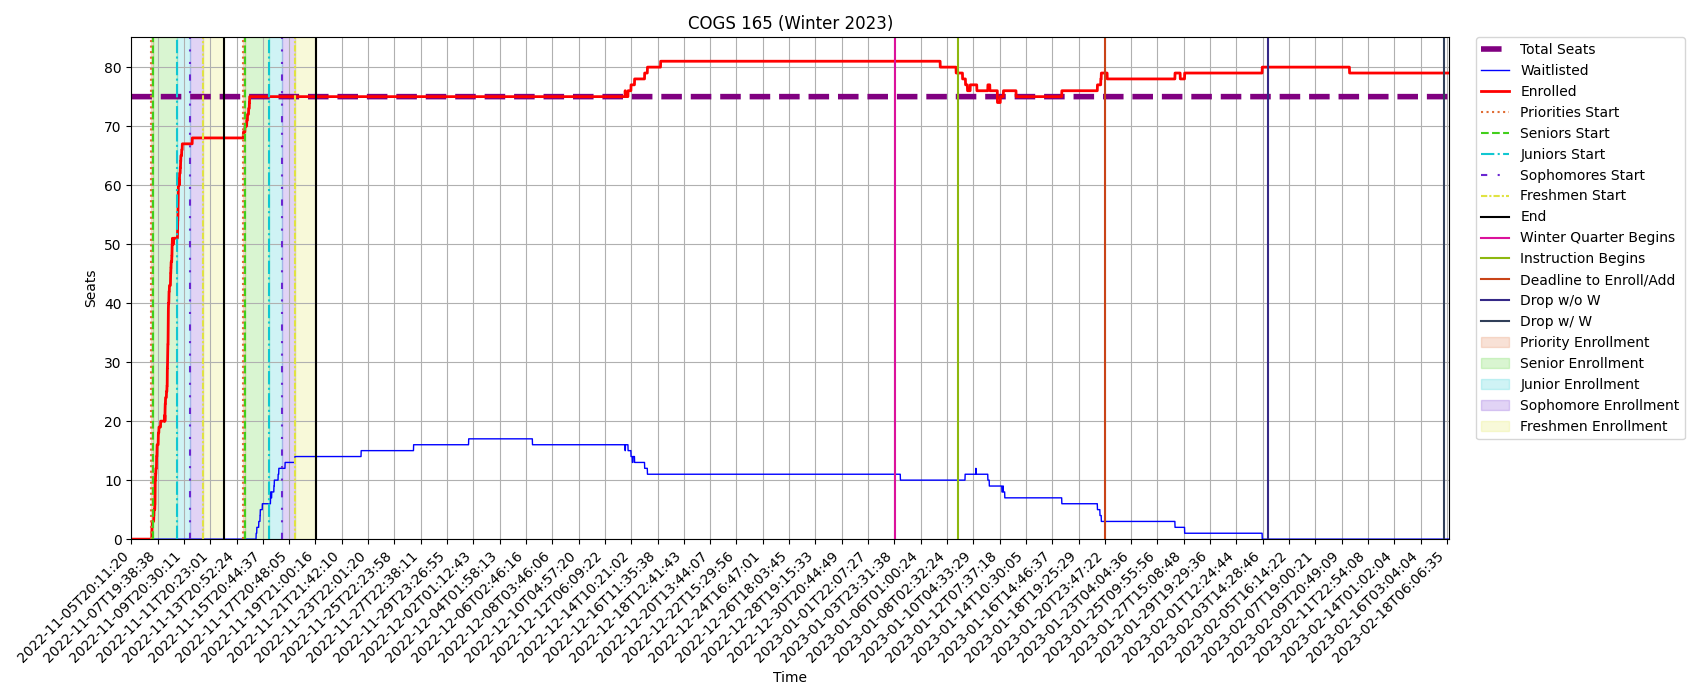 COGS 165 (Winter 2023)
Seats
80
70
60
50
40
30
20
10
0
2022-11-05T20:11:20
2022-11-07T19:38:38
2022-11-09T20:30:11
2022-11-11T20:23:01
2022-11-13T20:52:24
2022-11-15T20:44:37
2022-11-17T20:48:05
2022-11-19T21:00:16
2022-11-21T21:42:10
2022-11-23T22:01:20
2022-11-25T22:23:58
2022-11-27T22:38:11
2022-11-29T23:26:55
2022-12-02T01:12:43
2022-12-04T01:58:13
2022-12-06T02:46:16
2022-12-08T03:46:06
2022-12-10T04:57:20
2022-12-12T06:09:22
2022-12-14T10:21:02
2022-12-16T11:35:38
2022-12-18T12:41:43
2022-12-20T13:44:07
2022-12-22T15:29:56
2022-12-24T16:47:01
2022-12-26T18:03:45
2022-12-28T19:15:33
2022-12-30T20:44:49
2023-01-01T22:07:27
2023-01-03T23:31:38
2023-01-06T01:00:24
2023-01-08T02:32:24
2023-01-10T04:33:29
2023-01-12T07:37:18
2023-01-14T10:30:05
2023-01-16T14:46:37
2023-01-18T19:25:29
2023-01-20T23:47:22
2023-01-23T04:04:36
2023-01-25T09:55:56
2023-01-27T15:08:48
2023-01-29T19:29:36
2023-02-01T12:24:44
2023-02-03T14:28:46
2023-02-05T16:14:22
2023-02-07T19:00:21
2023-02-09T20:49:09
2023-02-11T22:54:08
2023-02-14T01:02:04
2023-02-16T03:04:04
2023-02-18T06:06:35
Time
Total Seats
Waitlisted
Enrolled
Priorities Start
Seniors Start
Juniors Start
Sophomores Start
Freshmen Start
End
Winter Quarter Begins
Instruction Begins
Deadline to Enroll/Add
Drop w/o W
Drop w/ W
Priority Enrollment
Senior Enrollment
Junior Enrollment
Sophomore Enrollment
Freshmen Enrollment